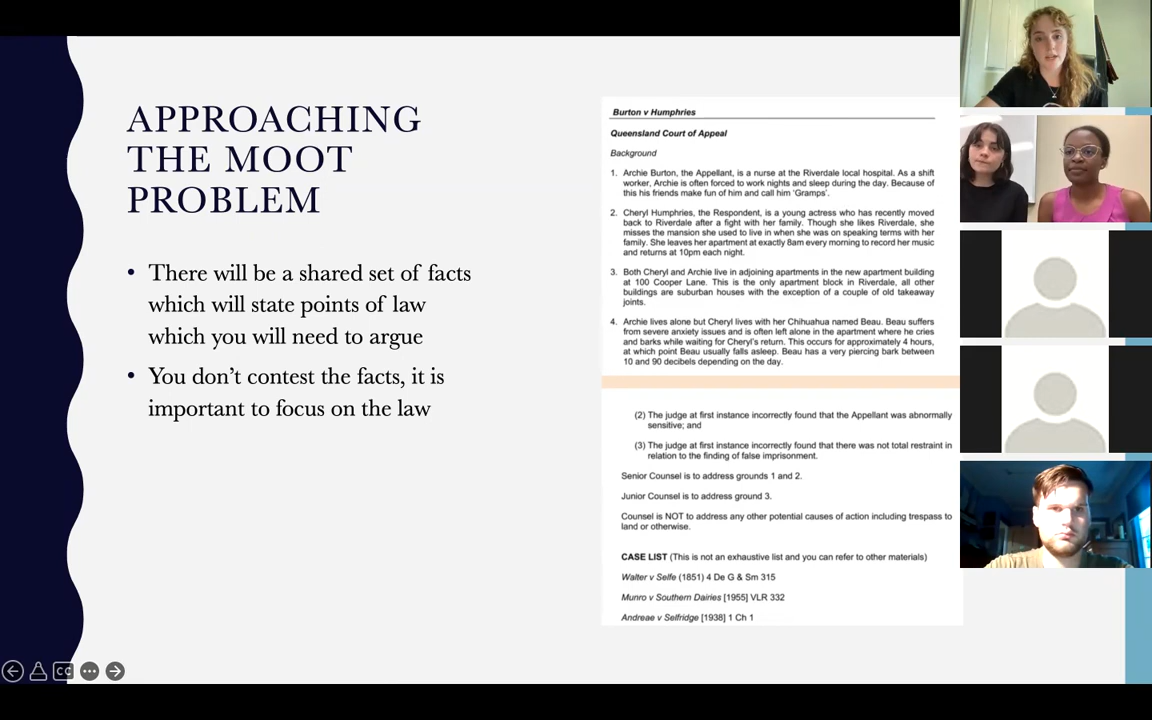 APPROACHING
THE MOOT
PROBLEM
• There will be a shared set of facts
which will state points of law
which you will need to argue
• You don't contest the facts, it is
important to focus on the law
Burton v Humphries
Queensland Court of Appeal
Background
1. Archie Burton, the Appellant, is a nurse at the Riverdale local hospital. As a shift
worker, Archie is often forced to work nights and sleep during the day. Because of
this his friends make fun of him and call him 'Gramps'.
2. Cheryl Humphries, the Respondent, is a young actress who has recently moved
back to Riverdale after a fight with her family. Though she likes Riverdale, she
misses the mansion she used to live in when she was on speaking terms with her
family. She leaves her apartment at exactly 8am every morning to record her music
and returns at 10pm each night.
3. Both Cheryl and Archie live in adjoining apartments in the new apartment building
at 100 Cooper Lane. This is the only apartment block in Riverdale, all other
buildings are suburban houses with the exception of a couple of old takeaway
joints.
4. Archie lives alone but Cheryl lives with her Chihuahua named Beau. Beau suffers
from severe anxiety issues and is often left alone in the apartment where he cries
and barks while waiting for Cheryl's return. This occurs for approximately 4 hours,
at which point Beau usually falls asleep. Beau has a very piercing bark between
10 and 90 decibels depending on the day.
(2) The judge at first instance incorrectly found that the Appellant was abnormally
sensitive; and
(3) The judge at first instance incorrectly found that there was not total restraint in
relation to the finding of false imprisonment.
Senior Counsel is to address grounds 1 and 2.
Junior Counsel is to address ground 3.
Counsel is NOT to address any other potential causes of action including trespass to
land or otherwise.
CASE LIST (This is not an exhaustive list and you can refer to other materials)
Walter v Selfe (1851) 4 De G & Sm 315
Munro v Southern Dairies [1955] VLR 332
Andreae v Selfridge [1938] 1 Ch 1
CC